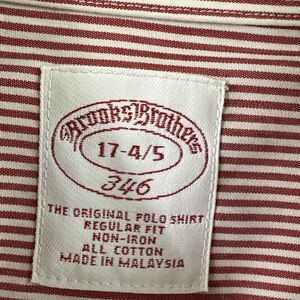 Brooks Brothers
17-4/5
346
THE ORIGINAL POLO SHIRT
REGULAR FIT
NON-IRON
ALL COTTON
MADE IN MALAYSIA